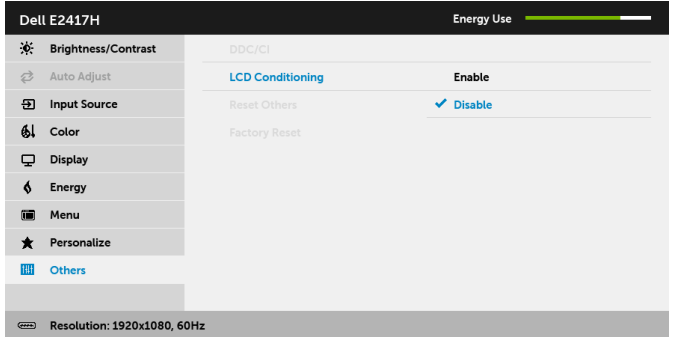 Dell E2417H
Energy Use
Brightness/Contrast
DDC/CI
Auto Adjust
LCD Conditioning
Enable
Input Source
Reset Others
Disable
Color
Factory Reset
Display
Energy
Menu
Personalize
Others
Resolution: 1920x1080, 60Hz